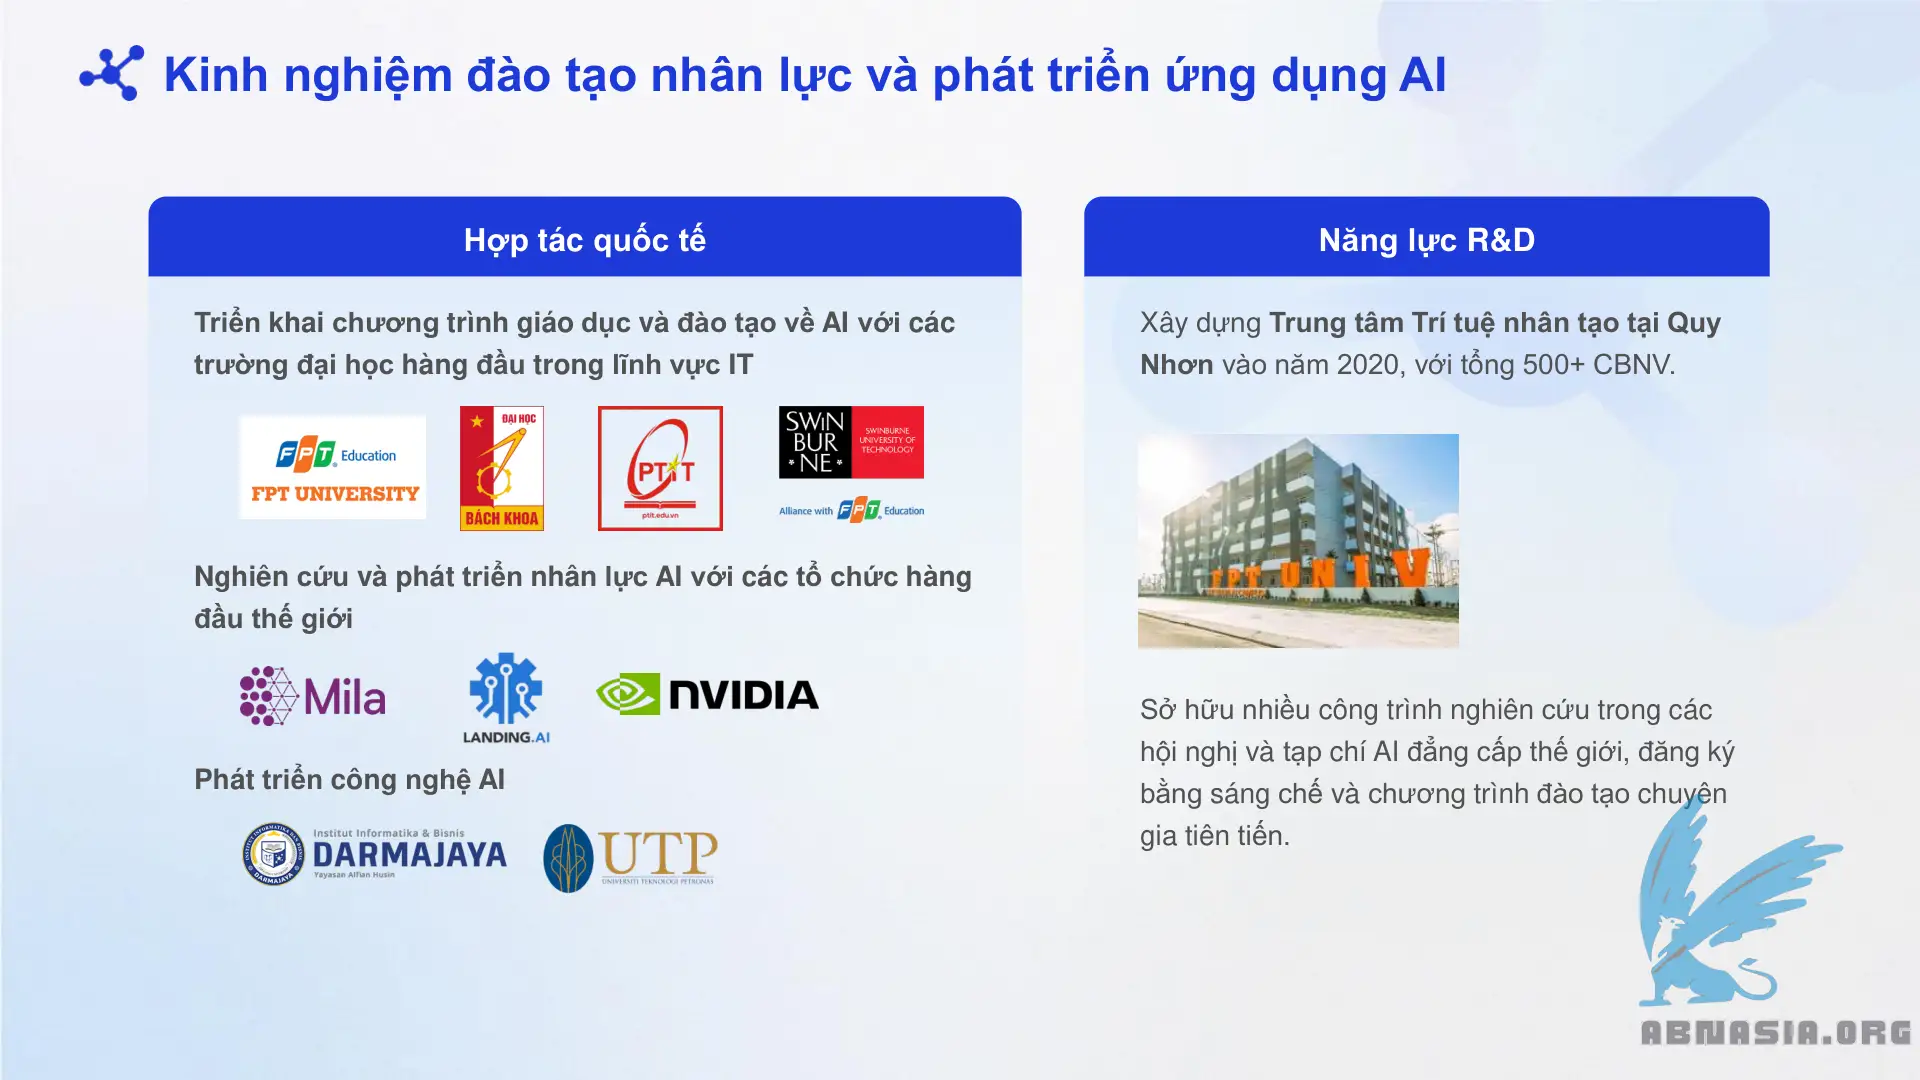 Kinh nghiệm đào tạo nhân lực và phát triển ứng dụng AI
Hợp tác quốc tế
Triển khai chương trình giáo dục và đào tạo về AI với các
trường đại học hàng đầu trong lĩnh vực IT
FPT Education
FPT UNIVERSITY
ĐẠI HỌC
BÁCH KHOA
PTIT
ptit.edu.vn
SWIN
BUR
NE
SWINBURNE
UNIVERSITY OF
TECHNOLOGY
Alliance with FPT Education
Nghiên cứu và phát triển nhân lực AI với các tổ chức hàng
đầu thế giới
Mila
LANDING.AI
NVIDIA
Phát triển công nghệ AI
INSTITUT INFORMATIKA DAN BISNIS
DARMAJAYA
Institut Informatika & Bisnis
DARMAJAYA
Yayasan Alfian Husin
UTP
UNIVERSITI TEKNOLOGI PETRONAS
Năng lực R&D
Xây dựng Trung tâm Trí tuệ nhân tạo tại Quy
Nhơn vào năm 2020, với tổng 500+ CBNV.
FPT UNIV
Sở hữu nhiều công trình nghiên cứu trong các
hội nghị và tạp chí AI đẳng cấp thế giới, đăng ký
bằng sáng chế và chương trình đào tạo chuyên
gia tiên tiến.
ABNASIA.ORG